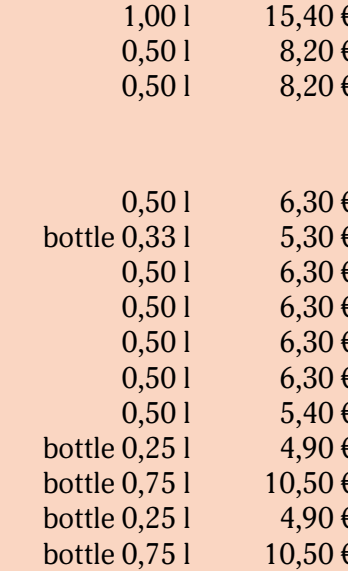 1,00 l 15,40 €
0,50 l 8,20 €
0,50 l 8,20 €
0,50 l 6,30 €
bottle 0,33 l 5,30 €
0,50 l 6,30 €
0,50 l 6,30 €
0,50 l 6,30 €
0,50 l 6,30 €
0,50 l 5,40 €
bottle 0,25 l 4,90 €
bottle 0,75 l 10,50 €
bottle 0,25 l 4,90 €
bottle 0,75 l 10,50 €